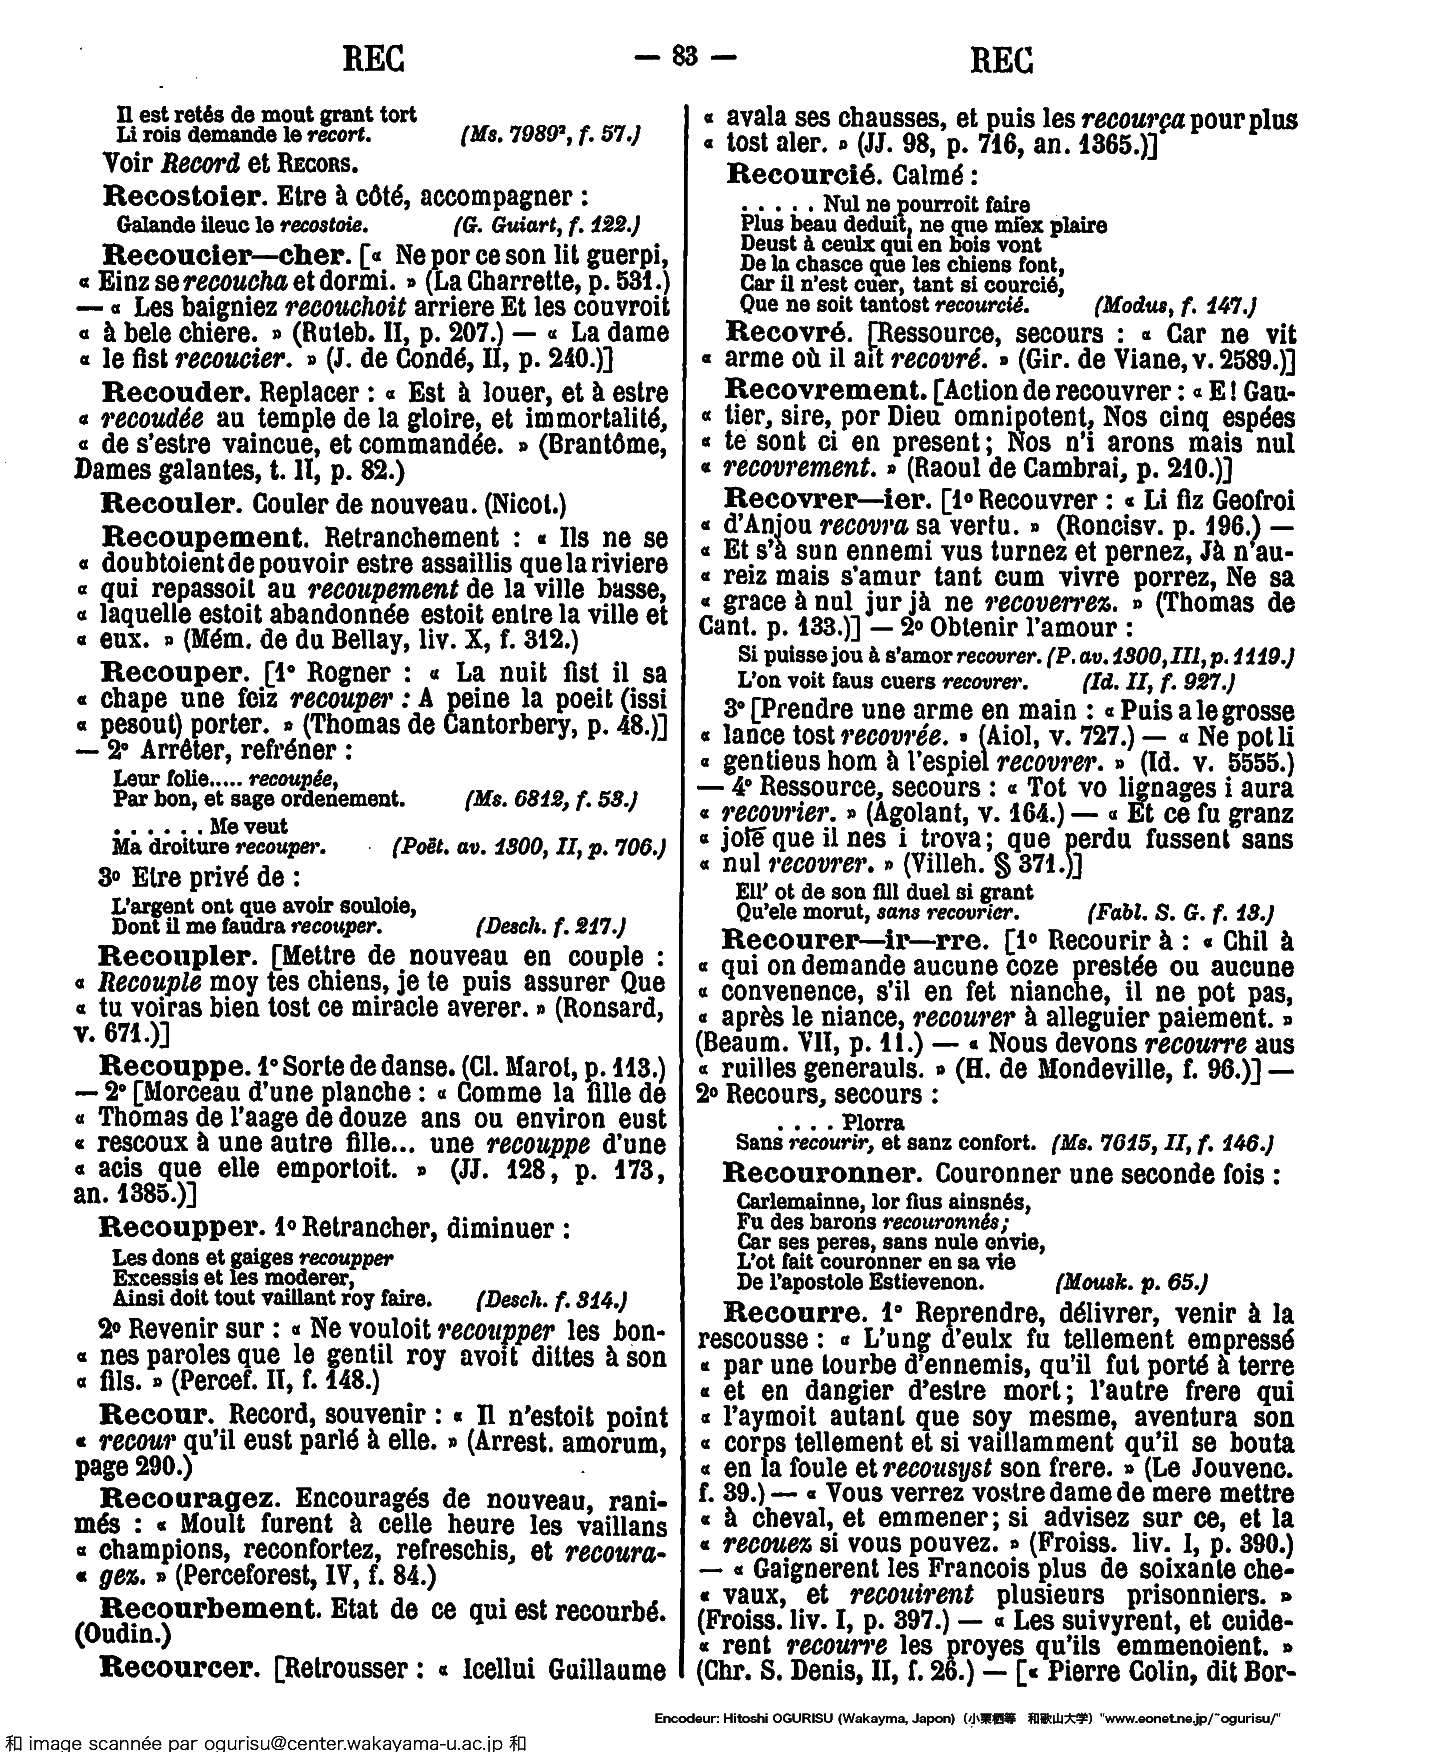 REC — 83 — REC
Il est retés de mout grant tort
Li rois demande le recort. (Ms. 7989², f. 57.)
Voir Record et RECORS.
Recostoier. Etre à côté, accompagner :
Galande ileuc le recostoie. (G. Guiart, f. 122.)
Recoucier—cher. [« Ne por ce son lit guerpi,
« Einz se recoucha et dormi. » (La Charrette, p. 531.)
— « Les baigniez recouchoit arriere Et les couvroit
« à bele chiere. » (Ruteb. II, p. 207.) — « La dame
« le fist recoucier. » (J. de Condé, II, p. 240.)]
Recouder. Replacer : « Est à louer, et à estre
« recoudée au temple de la gloire, et immortalité,
« de s'estre vaincue, et commandée. » (Brantôme,
Dames galantes, t. II, p. 82.)
Recouler. Couler de nouveau. (Nicot.)
Recoupement. Retranchement : « Ils ne se
« doubtoient de pouvoir estre assaillis que la riviere
« qui repassoit au recoupement de la ville basse,
« laquelle estoit abandonnée estoit entre la ville et
« eux. » (Mém. de du Bellay, liv. X, f. 312.)
Recouper. [1° Rogner : « La nuit fist il sa
« chape une feiz recouper : A peine la poeit (issi
« pesout) porter. » (Thomas de Cantorbery, p. 48.)]
— 2° Arrêter, refréner :
Leur folie..... recoupée,
Par bon, et sage ordenement. (Ms. 6812, f. 53.)
. . . . . . Me veut
Ma droiture recouper. (Poët. av. 1300, II, p. 706.)
3° Etre privé de :
L'argent ont que avoir souloie,
Dont il me faudra recouper. (Desch. f. 217.)
Recoupler. [Mettre de nouveau en couple :
« Recouple moy tes chiens, je te puis assurer Que
« tu voiras bien tost ce miracle averer. » (Ronsard,
v. 671.)]
Recouppe. 1° Sorte de danse. (Cl. Marot, p. 113.)
— 2° [Morceau d'une planche : « Comme la fille de
« Thomas de l'aage de douze ans ou environ eust
« rescoux à une autre fille... une recouppe d'une
« acis que elle emportoit. » (JJ. 128, p. 173,
an. 1385.)]
Recoupper. 1° Retrancher, diminuer :
Les dons et gaiges recoupper
Excessis et les moderer,
Ainsi doit tout vaillant roy faire. (Desch. f. 314.)
2° Revenir sur : « Ne vouloit recoupper les bon-
« nes paroles que le gentil roy avoit dittes à son
« fils. » (Percef. II, f. 148.)
Recour. Record, souvenir : « Il n'estoit point
« recour qu'il eust parlé à elle. » (Arrest. amorum,
page 290.)
Recouragez. Encouragés de nouveau, rani-
més : « Moult furent à celle heure les vaillans
« champions, reconfortez, refreschis, et recoura-
« gez. » (Perceforest, IV, f. 84.)
Recourbement. Etat de ce qui est recourbé.
(Oudin.)
Recourcer. [Retrousser : « Icellui Guillaume
« avala ses chausses, et puis les recourça pour plus
« tost aler. » (JJ. 98, p. 716, an. 1365.)]
Recourcié. Calmé :
. . . . . Nul ne pourroit faire
Plus beau deduit, ne que miex plaire
Deust à ceulx qui en bois vont
De la chasce que les chiens font,
Car il n'est cuer, tant si courcié,
Que ne soit tantost recourcié. (Modus, f. 147.)
Recovré. [Ressource, secours : « Car ne vit
« arme où il ait recovré. » (Gir. de Viane, v. 2589.)]
Recovrement. [Action de recouvrer : « E ! Gau-
« tier, sire, por Dieu omnipotent, Nos cinq espées
« te sont ci en present ; Nos n'i arons mais nul
« recovrement. » (Raoul de Cambrai, p. 210.)]
Recovrer—ier. [1° Recouvrer : « Li fiz Geofroi
« d'Anjou recovra sa vertu. » (Roncisv. p. 196.) —
« Et s'à sun ennemi vus turnez et pernez, Jà n'au-
« reiz mais s'amur tant cum vivre porrez, Ne sa
« grace à nul jur jà ne recoverrez. » (Thomas de
Cant. p. 133.)] — 2° Obtenir l'amour :
Si puisse jou à s'amor recovrer. (P. av. 1300, III, p. 1119.)
L'on voit faus cuers recovrer. (Id. II, f. 927.)
3° [Prendre une arme en main : « Puis a le grosse
« lance tost recovrée. » (Aiol, v. 727.) — « Ne pot li
« gentieus hom à l'espiel recovrer. » (Id. v. 5555.)
— 4° Ressource, secours : « Tot vo lignages i aura
« recovrier. » (Agolant, v. 164.) — « Et ce fu granz
« joie que il nes i trova ; que perdu fussent sans
« nul recovrer. » (Villeh. § 371.)]
Ell' ot de son fill duel si grant
Qu'ele morut, sans recovrier. (Fabl. S. G. f. 13.)
Recourer—ir—rre. [1° Recourir à : « Chil à
« qui on demande aucune coze prestée ou aucune
« convenence, s'il en fet nianche, il ne pot pas,
« après le niance, recourer à alleguier paiement. »
(Beaum. VII, p. 11.) — « Nous devons recourre aus
« ruilles generauls. » (H. de Mondeville, f. 96.)] —
2° Recours, secours :
. . . . Plorra
Sans recourir, et sanz confort. (Ms. 7615, II, f. 146.)
Recouronner. Couronner une seconde fois :
Carlemainne, lor fius ainsnés,
Fu des barons recouronnés ;
Car ses peres, sans nule envie,
L'ot fait couronner en sa vie
De l'apostole Estievenon. (Mousk. p. 65.)
Recourre. 1° Reprendre, délivrer, venir à la
rescousse : « L'ung d'eulx fu tellement empressé
« par une tourbe d'ennemis, qu'il fut porté à terre
« et en dangier d'estre mort ; l'autre frere qui
« l'aymoit autant que soy mesme, aventura son
« corps tellement et si vaillamment qu'il se bouta
« en la foule et recousyst son frere. » (Le Jouvenc.
f. 39.) — « Vous verrez vostre dame de mere mettre
« à cheval, et emmener ; si advisez sur ce, et la
« recouez si vous pouvez. » (Froiss. liv. I, p. 390.)
— « Gaignerent les Francois plus de soixante che-
« vaux, et recouirent plusieurs prisonniers. »
(Froiss. liv. I, p. 397.) — « Les suivyrent, et cuide-
« rent recourre les proyes qu'ils emmenoient. »
(Chr. S. Denis, II, f. 26.) — [« Pierre Colin, dit Bor-
Encodeur: Hitoshi OGURISU (Wakayma, Japon) (小栗栖等 和歌山大学) "www.eonet.ne.jp/~ogurisu/"
和 image scannée par ogurisu@center.wakayama-u.ac.jp 和